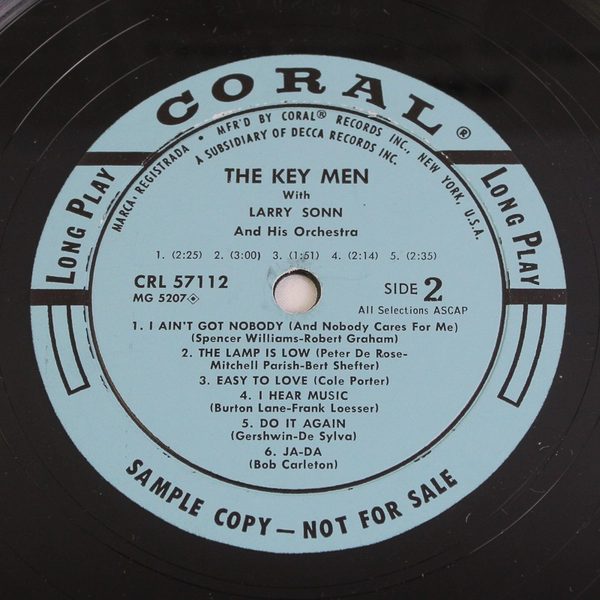 CORAL®
MARCA REGISTRADA • MFR'D BY CORAL® RECORDS INC., NEW YORK, U.S.A.
A SUBSIDIARY OF DECCA RECORDS INC.
LONG PLAY
LONG PLAY
THE KEY MEN
With
LARRY SONN
And His Orchestra
1. (2:25) 2. (3:00) 3. (1:51) 4. (2:14) 5. (2:35)
CRL 57112
MG 5207
SIDE 2
All Selections ASCAP
1. I AIN'T GOT NOBODY (And Nobody Cares For Me)
(Spencer Williams-Robert Graham)
2. THE LAMP IS LOW (Peter De Rose-
Mitchell Parish-Bert Shefter)
3. EASY TO LOVE (Cole Porter)
4. I HEAR MUSIC
(Burton Lane-Frank Loesser)
5. DO IT AGAIN
(Gershwin-De Sylva)
6. JA-DA
(Bob Carleton)
SAMPLE COPY — NOT FOR SALE